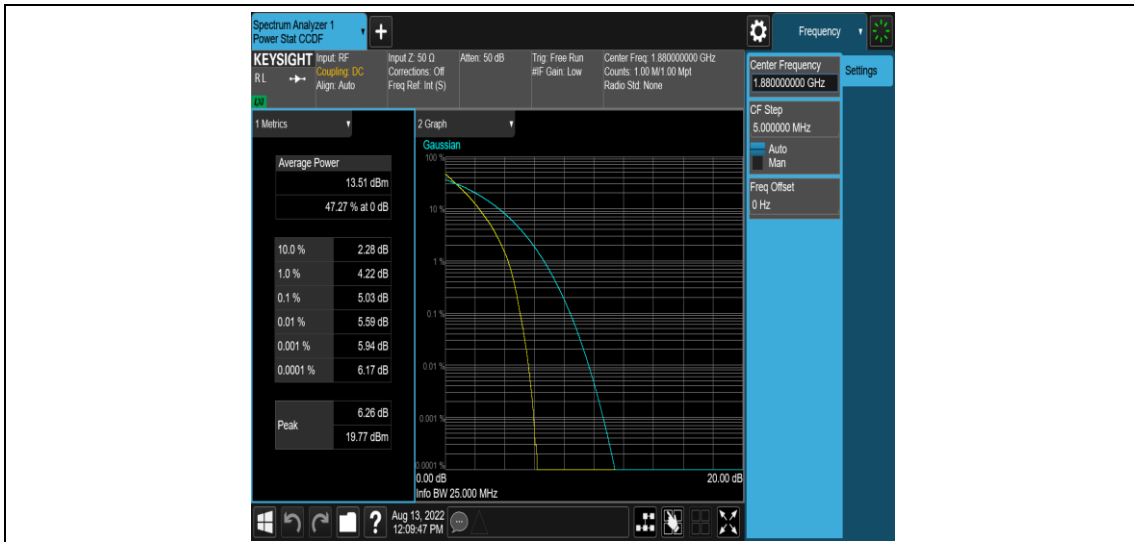 Spectrum Analyzer 1
Power Stat CCDF
Frequency
KEYSIGHT
RL
LXI
Input: RF
Coupling: DC
Align: Auto
Input Z: 50 Ω
Corrections: Off
Freq Ref: Int (S)
Atten: 50 dB
Trig: Free Run
#IF Gain: Low
Center Freq: 1.880000000 GHz
Counts: 1.00 M/1.00 Mpt
Radio Std: None
Center Frequency
1.880000000 GHz
Settings
CF Step
5.000000 MHz
Auto
Man
Freq Offset
0 Hz
1 Metrics
Average Power
13.51 dBm
47.27 % at 0 dB
10.0 % 2.28 dB
1.0 % 4.22 dB
0.1 % 5.03 dB
0.01 % 5.59 dB
0.001 % 5.94 dB
0.0001 % 6.17 dB
Peak
6.26 dB
19.77 dBm
2 Graph
Gaussian
100 %
10 %
1 %
0.1 %
0.01 %
0.001 %
0.0001 %
0.00 dB 20.00 dB
Info BW 25.000 MHz
?
Aug 13, 2022
12:09:47 PM